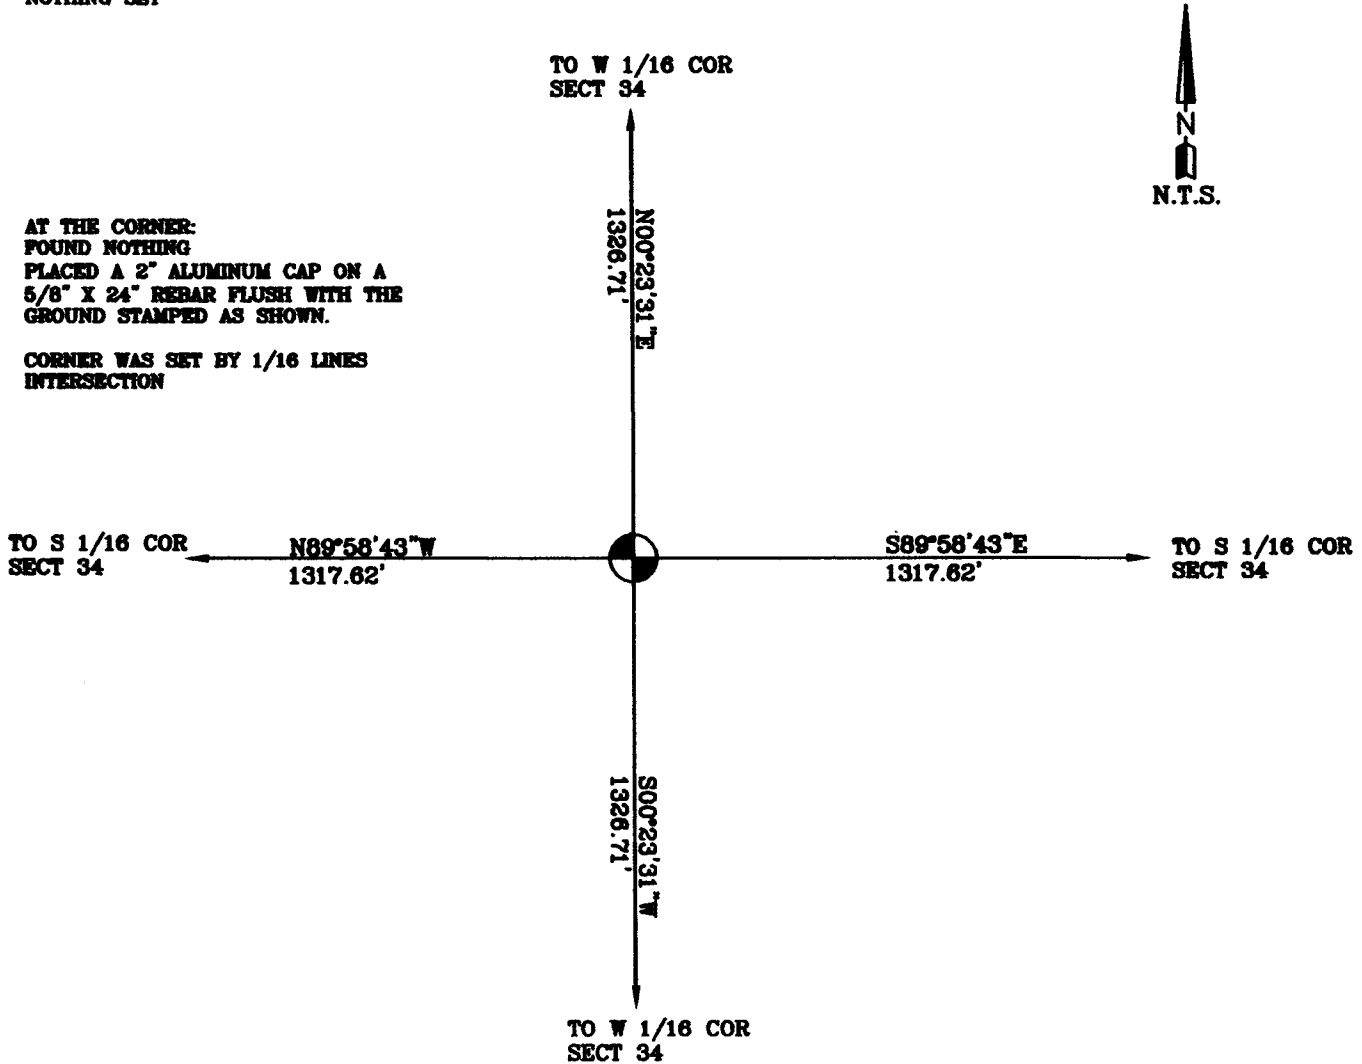 NOTHING SET
TO W 1/16 COR
SECT 34
N
N.T.S.
AT THE CORNER:
FOUND NOTHING
PLACED A 2" ALUMINUM CAP ON A
5/8" X 24" REBAR FLUSH WITH THE
GROUND STAMPED AS SHOWN.
CORNER WAS SET BY 1/16 LINES
INTERSECTION
N00°23'31"E
1326.71'
TO S 1/16 COR
SECT 34
N89°58'43"W
1317.62'
S89°58'43"E
1317.62'
TO S 1/16 COR
SECT 34
S00°23'31"W
1326.71'
TO W 1/16 COR
SECT 34